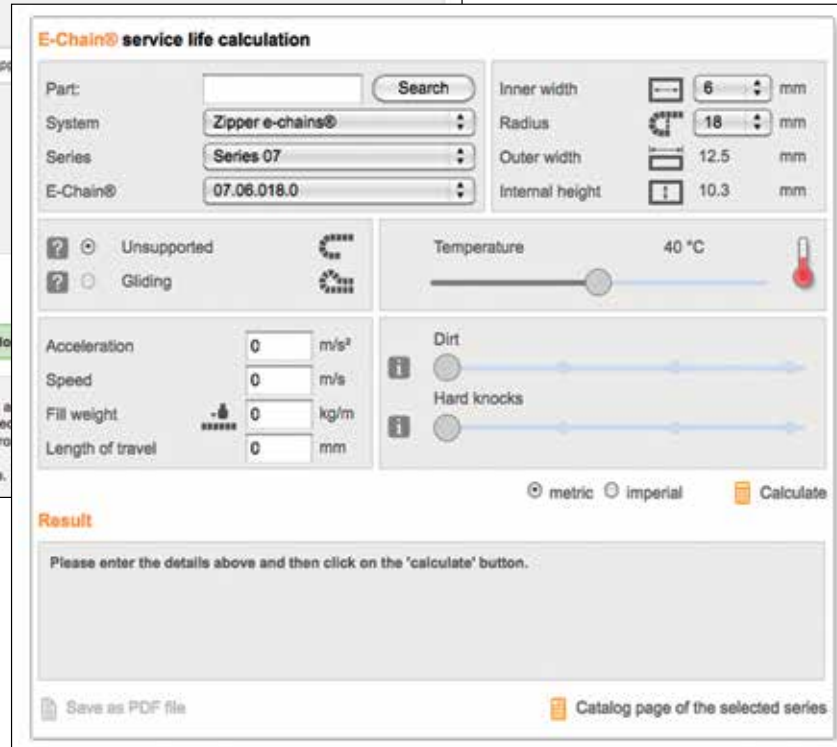 E-Chain® service life calculation
Part: Search
System Zipper e-chains®
Series Series 07
E-Chain® 07.06.018.0
Inner width 6 mm
Radius 18 mm
Outer width 12.5 mm
Internal height 10.3 mm
? Unsupported
? Gliding
Temperature 40 °C
Acceleration 0 m/s²
Speed 0 m/s
Fill weight 0 kg/m
Length of travel 0 mm
Dirt
i
Hard knocks
i
metric imperial Calculate
Result
Please enter the details above and then click on the 'calculate' button.
Save as PDF file
Catalog page of the selected series